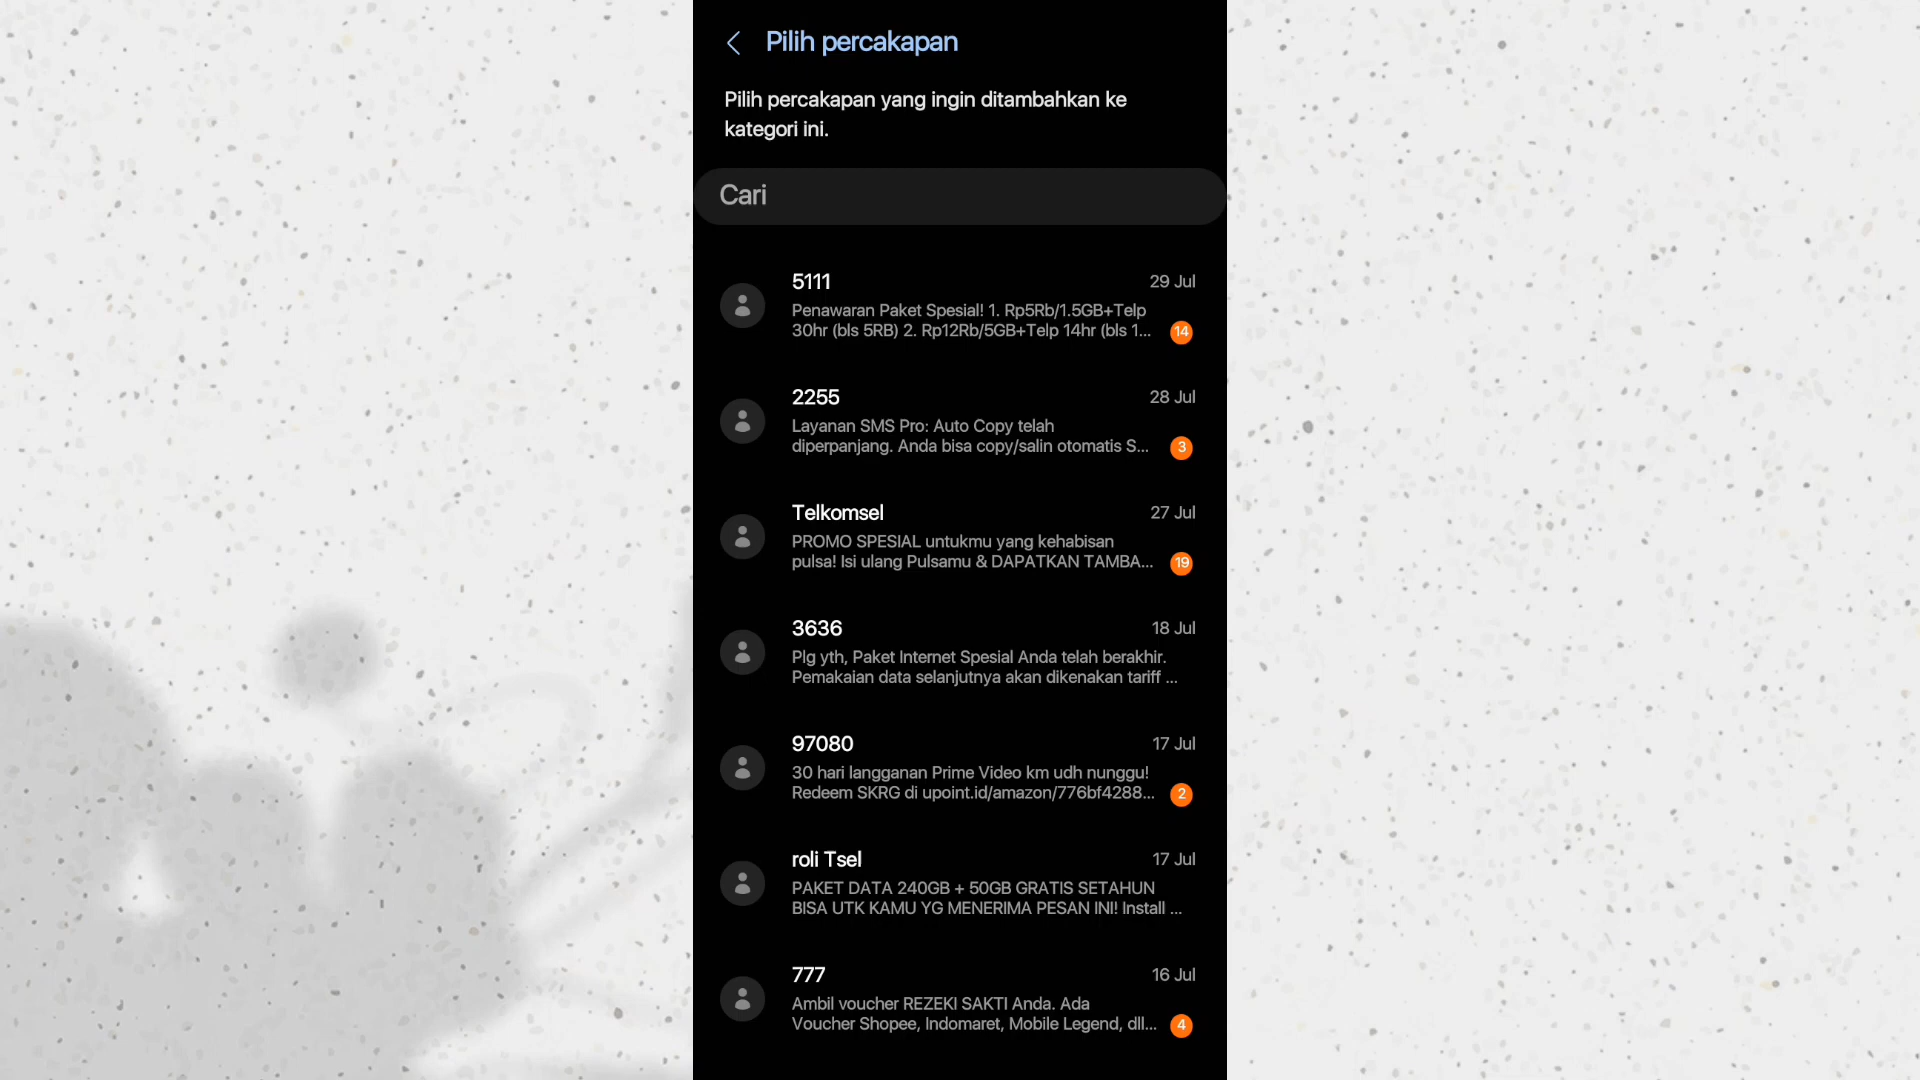 Pilih percakapan
Pilih percakapan yang ingin ditambahkan ke
kategori ini.
Cari
5111
29 Jul
Penawaran Paket Spesial! 1. Rp5Rb/1.5GB+Telp
30hr (bls 5RB) 2. Rp12Rb/5GB+Telp 14hr (bls 1...
14
2255
28 Jul
Layanan SMS Pro: Auto Copy telah
diperpanjang. Anda bisa copy/salin otomatis S...
3
Telkomsel
27 Jul
PROMO SPESIAL untukmu yang kehabisan
pulsa! Isi ulang Pulsamu & DAPATKAN TAMBA...
19
3636
18 Jul
Plg yth, Paket Internet Spesial Anda telah berakhir.
Pemakaian data selanjutnya akan dikenakan tariff ...
97080
17 Jul
30 hari langganan Prime Video km udh nunggu!
Redeem SKRG di upoint.id/amazon/776bf4288...
2
roli Tsel
17 Jul
PAKET DATA 240GB + 50GB GRATIS SETAHUN
BISA UTK KAMU YG MENERIMA PESAN INI! Install ...
777
16 Jul
Ambil voucher REZEKI SAKTI Anda. Ada
Voucher Shopee, Indomaret, Mobile Legend, dll...
4